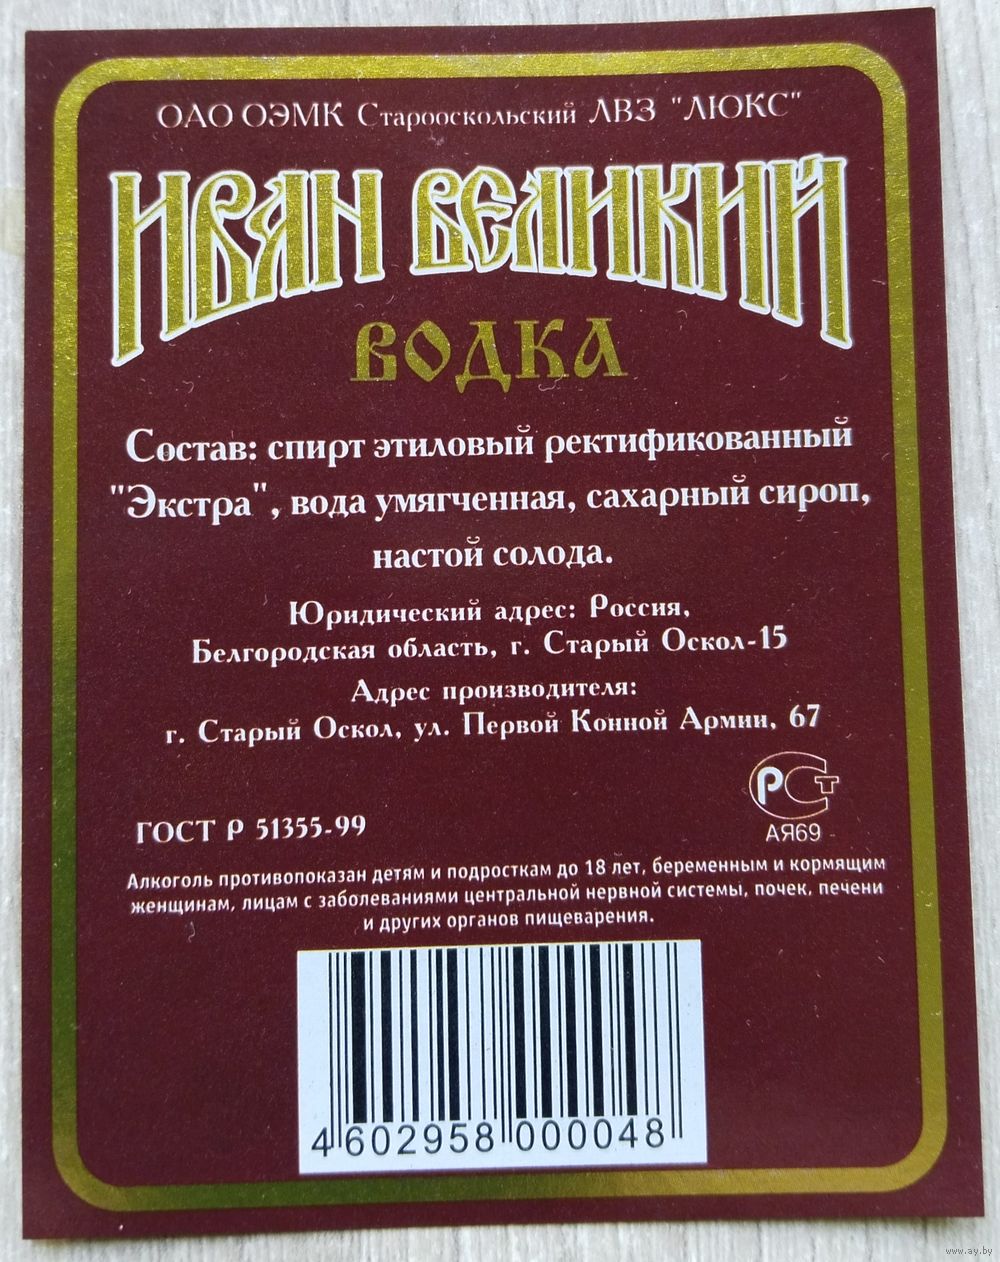 ОАО ОЭМК Старооскольский ЛВЗ "ЛЮКС"
ИВАН ВЕЛИКИЙ
ВОДКА
Состав: спирт этиловый ректификованный
"Экстра", вода умягченная, сахарный сироп,
настой солода.
Юридический адрес: Россия,
Белгородская область, г. Старый Оскол-15
Адрес производителя:
г. Старый Оскол, ул. Первой Конной Армии, 67
РСТ
АЯ69
ГОСТ Р 51355-99
Алкоголь противопоказан детям и подросткам до 18 лет, беременным и кормящим
женщинам, лицам с заболеваниями центральной нервной системы, почек, печени
и других органов пищеварения.
4 602958 000048
www.ay.by